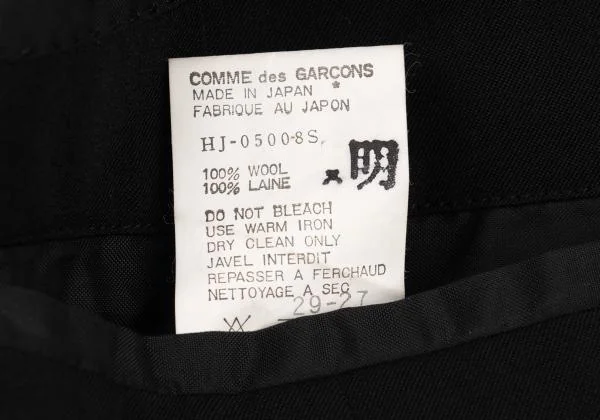 COMME des GARCONS
MADE IN JAPAN *
FABRIQUE AU JAPON
HJ-0500-8S
100% WOOL
100% LAINE
明
DO NOT BLEACH
USE WARM IRON
DRY CLEAN ONLY
JAVEL INTERDIT
REPASSER A FERCHAUD
NETTOYAGE A SEC
29-27